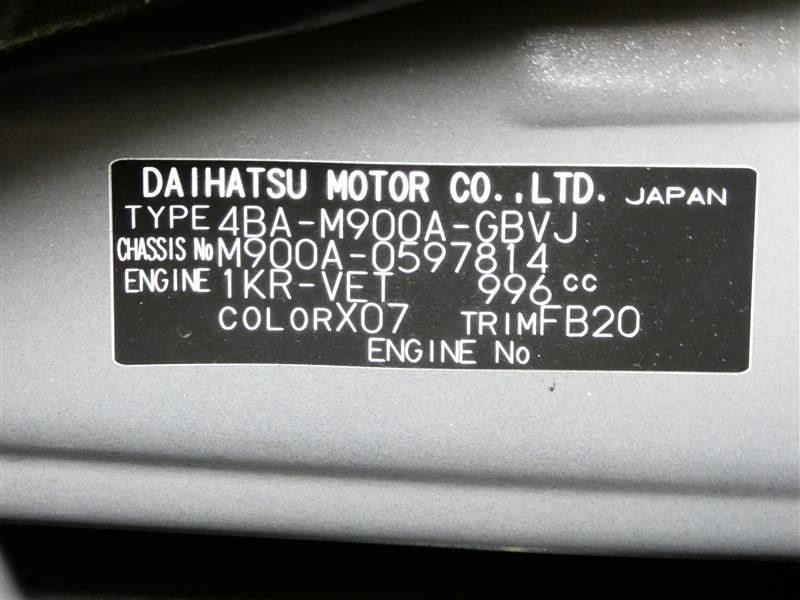 DAIHATSU MOTOR CO.,LTD. JAPAN
TYPE 4BA-M900A-GBVJ
CHASSIS No M900A-0597814
ENGINE 1KR-VET 996 cc
COLOR X07 TRIM FB20
ENGINE No